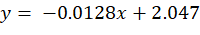 y = −0.0128x + 2.047